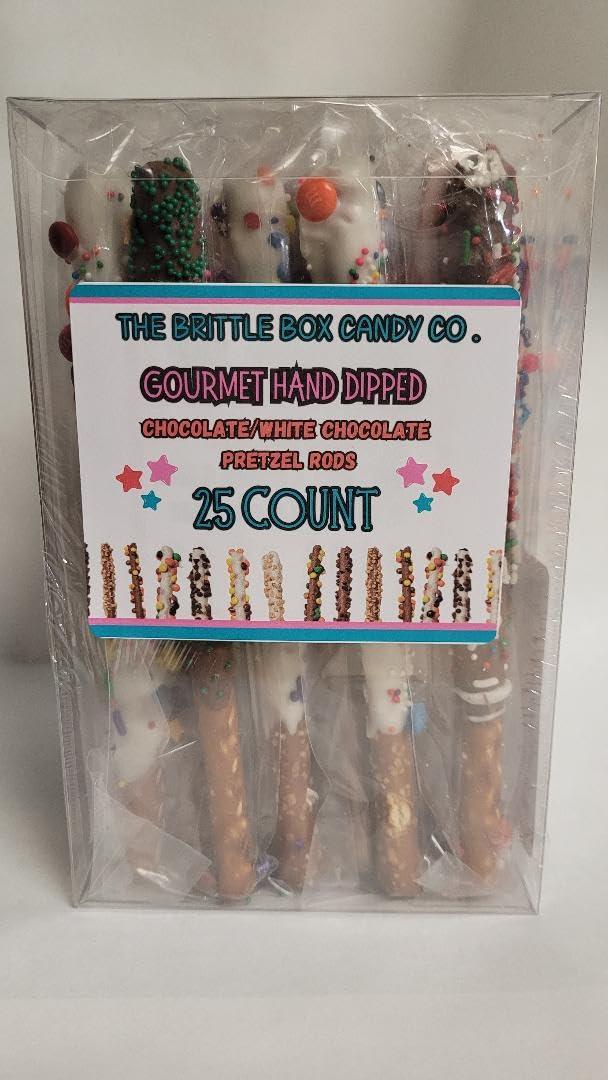 THE BRITTLE BOX CANDY CO.
GOURMET HAND DIPPED
CHOCOLATE/WHITE CHOCOLATE
PRETZEL RODS
25 COUNT